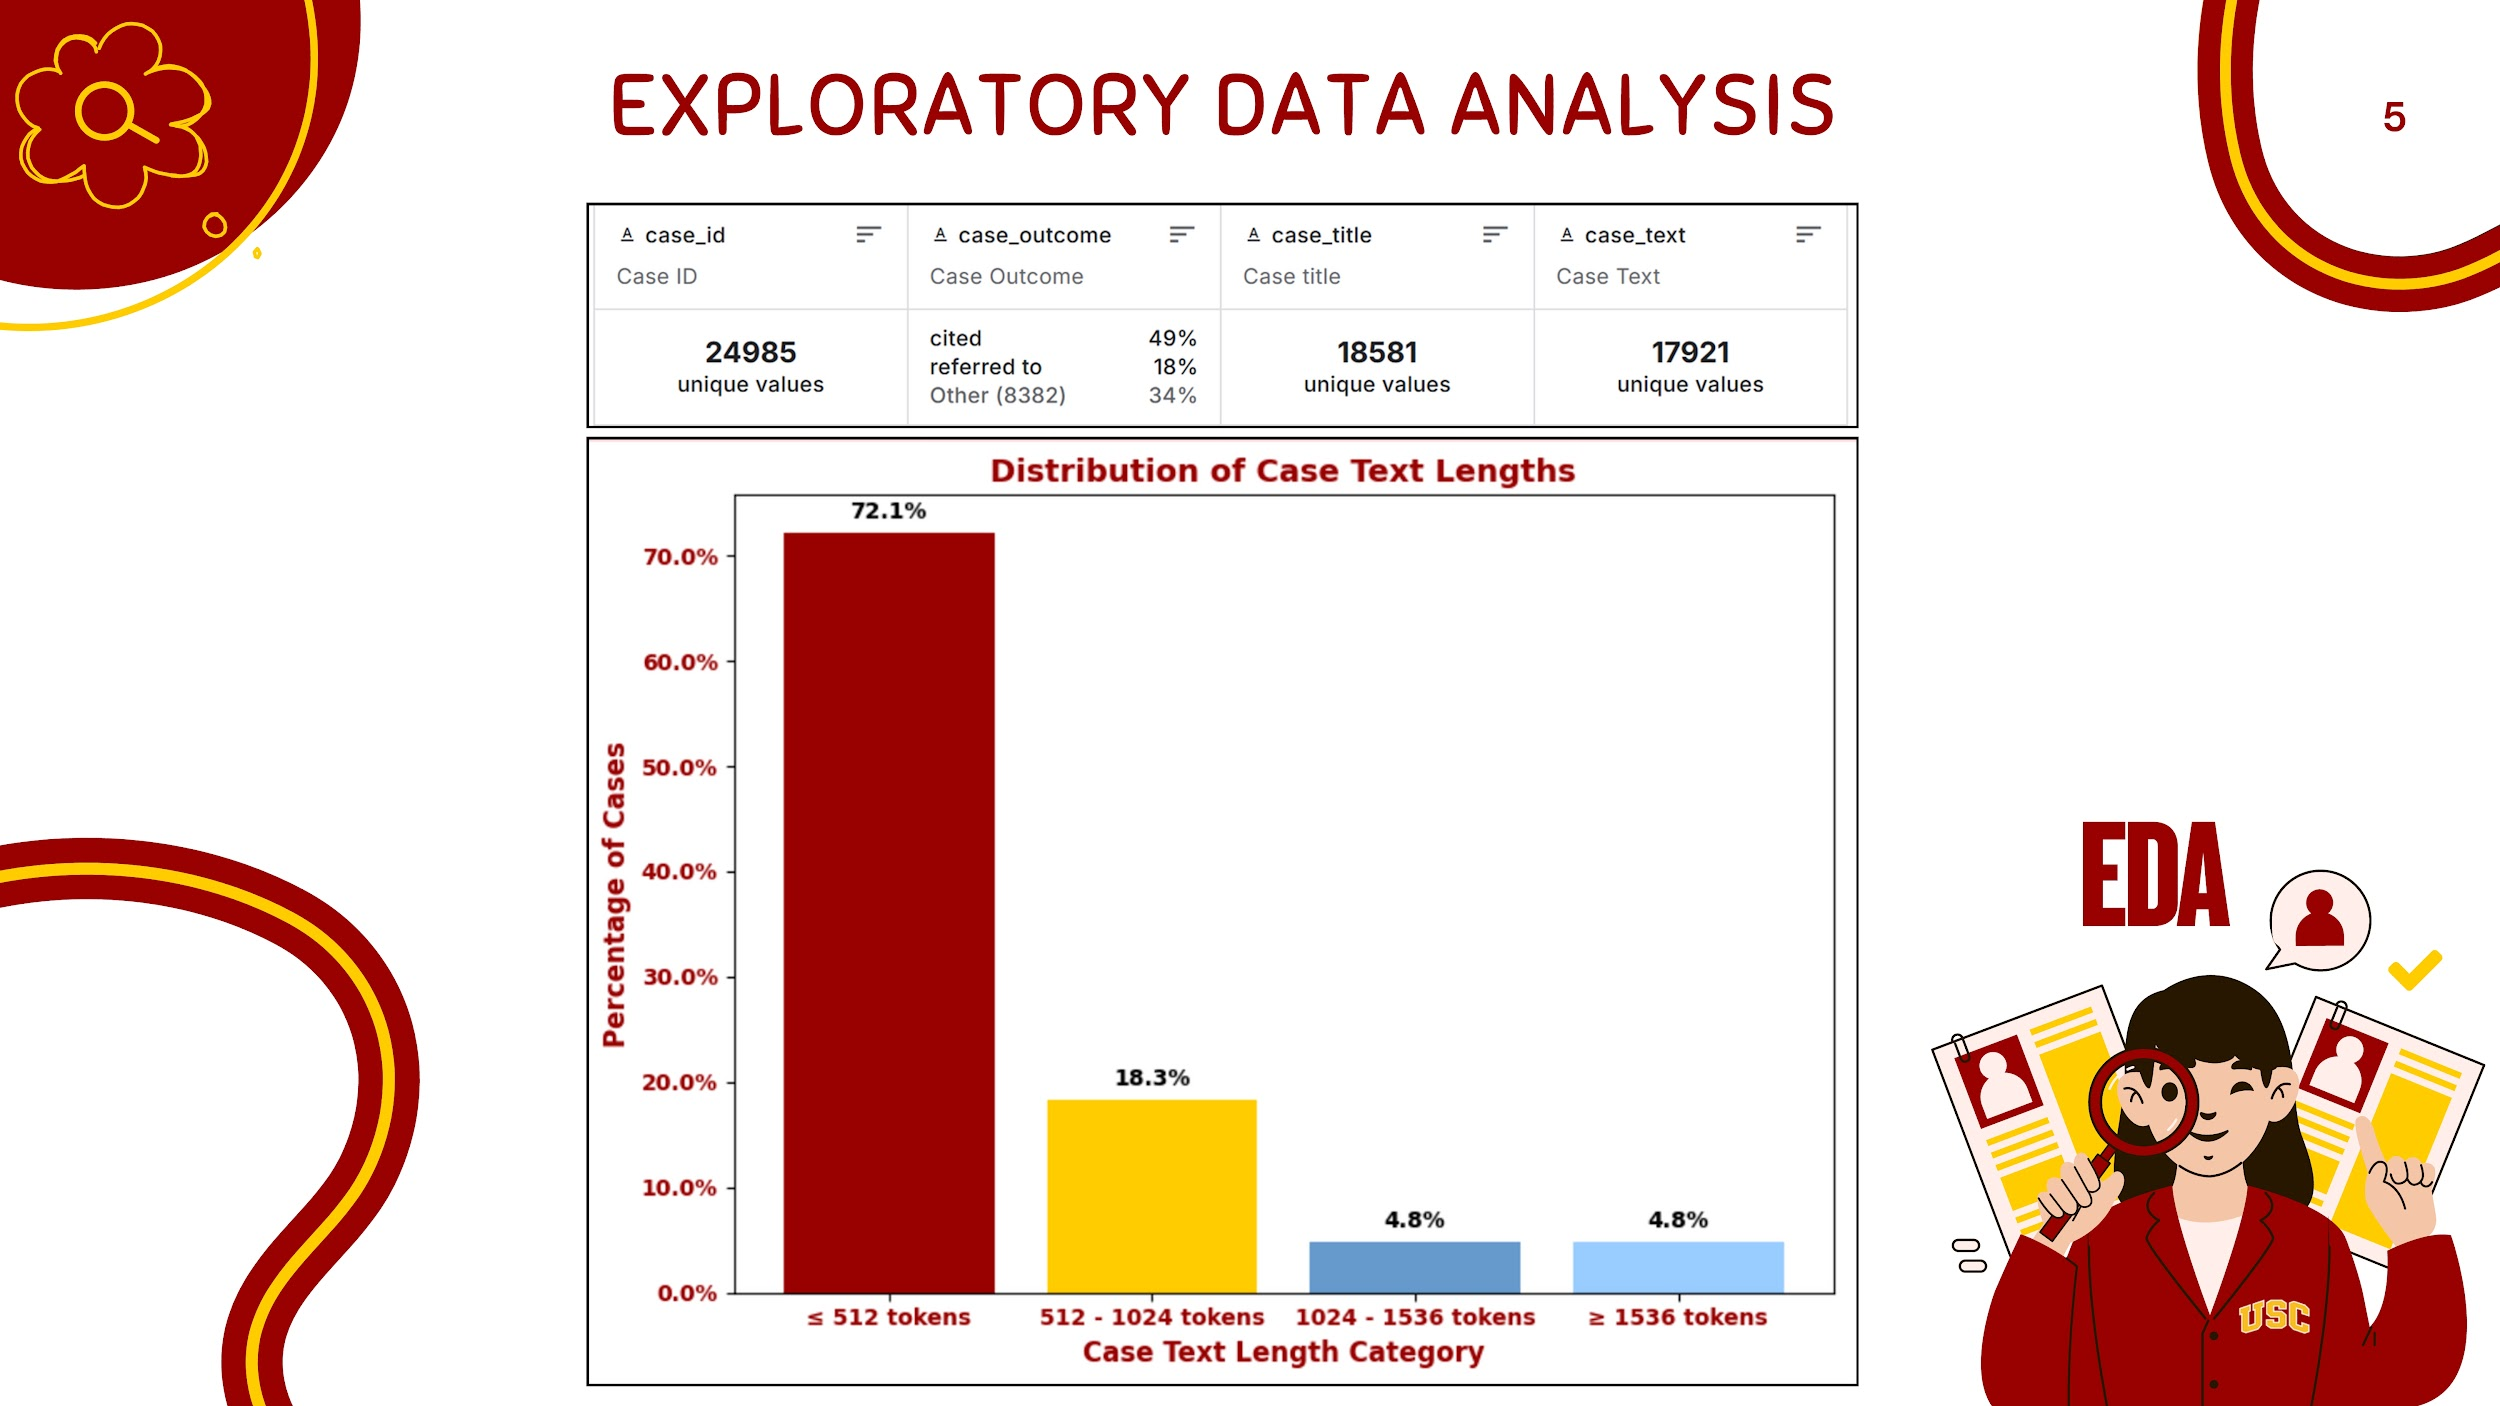 EXPLORATORY DATA ANALYSIS
5
A case_id
Case ID
24985
unique values
A case_outcome
Case Outcome
cited 49%
referred to 18%
Other (8382) 34%
A case_title
Case title
18581
unique values
A case_text
Case Text
17921
unique values
Distribution of Case Text Lengths
Percentage of Cases
70.0%
60.0%
50.0%
40.0%
30.0%
20.0%
10.0%
0.0%
72.1%
18.3%
4.8%
4.8%
≤ 512 tokens
512 - 1024 tokens
1024 - 1536 tokens
≥ 1536 tokens
Case Text Length Category
EDA
USC